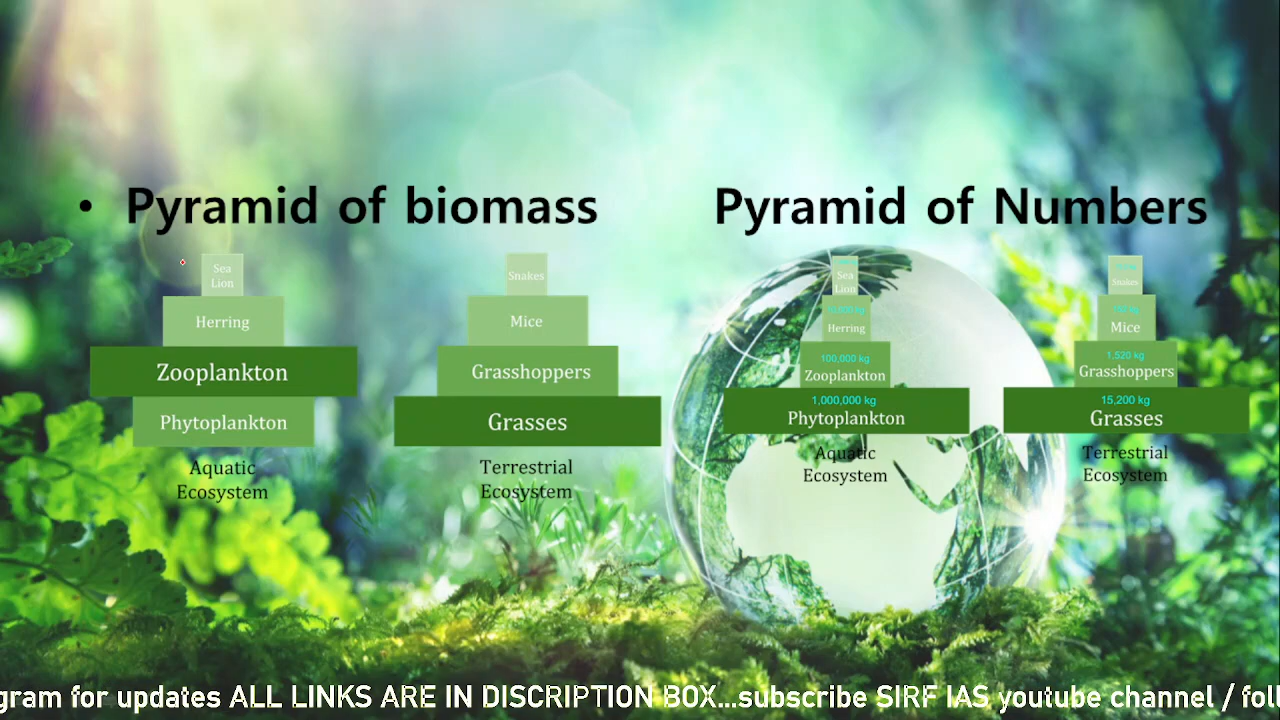 • Pyramid of biomass
Sea
Lion
Herring
Zooplankton
Phytoplankton
Aquatic
Ecosystem
Snakes
Mice
Grasshoppers
Grasses
Terrestrial
Ecosystem
Pyramid of Numbers
Sea
Lion
Herring
100,000 kg
Zooplankton
1,000,000 kg
Phytoplankton
Aquatic
Ecosystem
Snakes
Mice
1,520 kg
Grasshoppers
15,200 kg
Grasses
Terrestrial
Ecosystem
gram for updates ALL LINKS ARE IN DISCRIPTION BOX...subscribe SIRF IAS youtube channel / foll